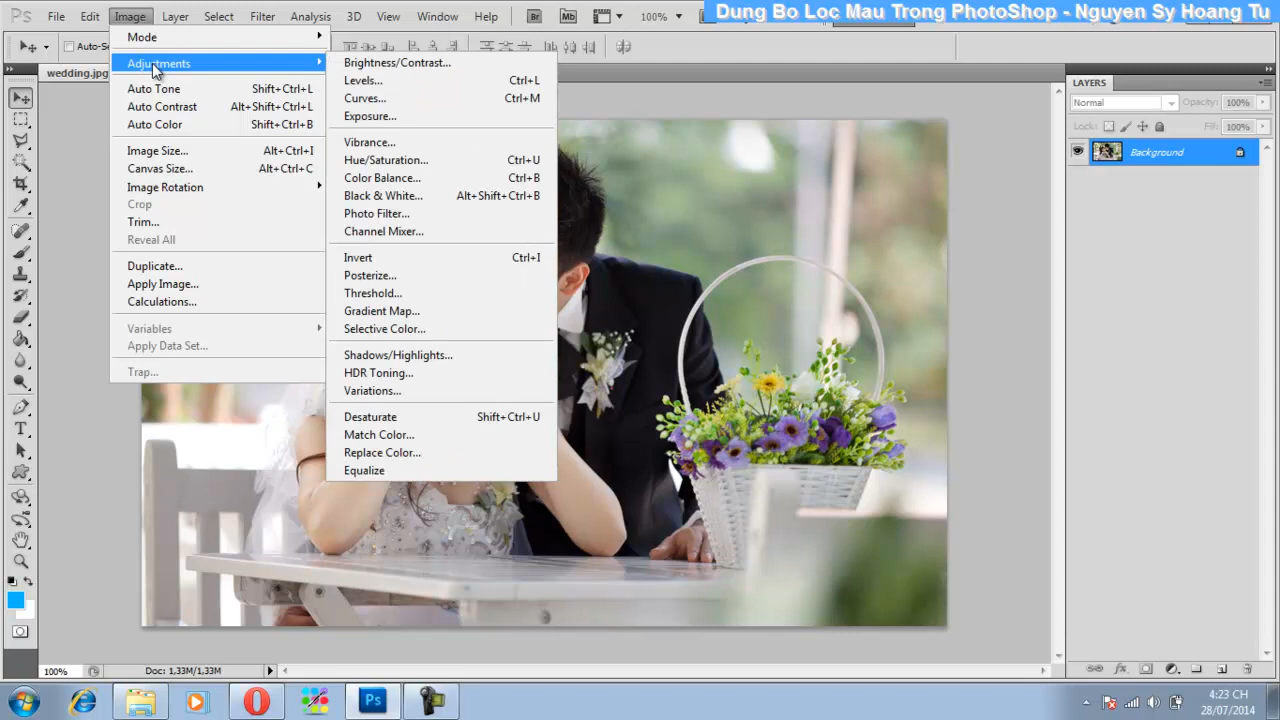 Dung Bo Loc Mau Trong PhotoShop - Nguyen Sy Hoang Tu
Ps File Edit Image Layer Select Filter Analysis 3D View Window Help Br Mb 100%
Auto-Se
wedding.jpg
Mode
Adjustments
Auto Tone Shift+Ctrl+L
Auto Contrast Alt+Shift+Ctrl+L
Auto Color Shift+Ctrl+B
Image Size... Alt+Ctrl+I
Canvas Size... Alt+Ctrl+C
Image Rotation
Crop
Trim...
Reveal All
Duplicate...
Apply Image...
Calculations...
Variables
Apply Data Set...
Trap...
Brightness/Contrast...
Levels... Ctrl+L
Curves... Ctrl+M
Exposure...
Vibrance...
Hue/Saturation... Ctrl+U
Color Balance... Ctrl+B
Black & White... Alt+Shift+Ctrl+B
Photo Filter...
Channel Mixer...
Invert Ctrl+I
Posterize...
Threshold...
Gradient Map...
Selective Color...
Shadows/Highlights...
HDR Toning...
Variations...
Desaturate Shift+Ctrl+U
Match Color...
Replace Color...
Equalize
LAYERS
Normal Opacity: 100%
Lock: Fill: 100%
Background
100% Doc: 1,33M/1,33M
Ps
4:23 CH
28/07/2014